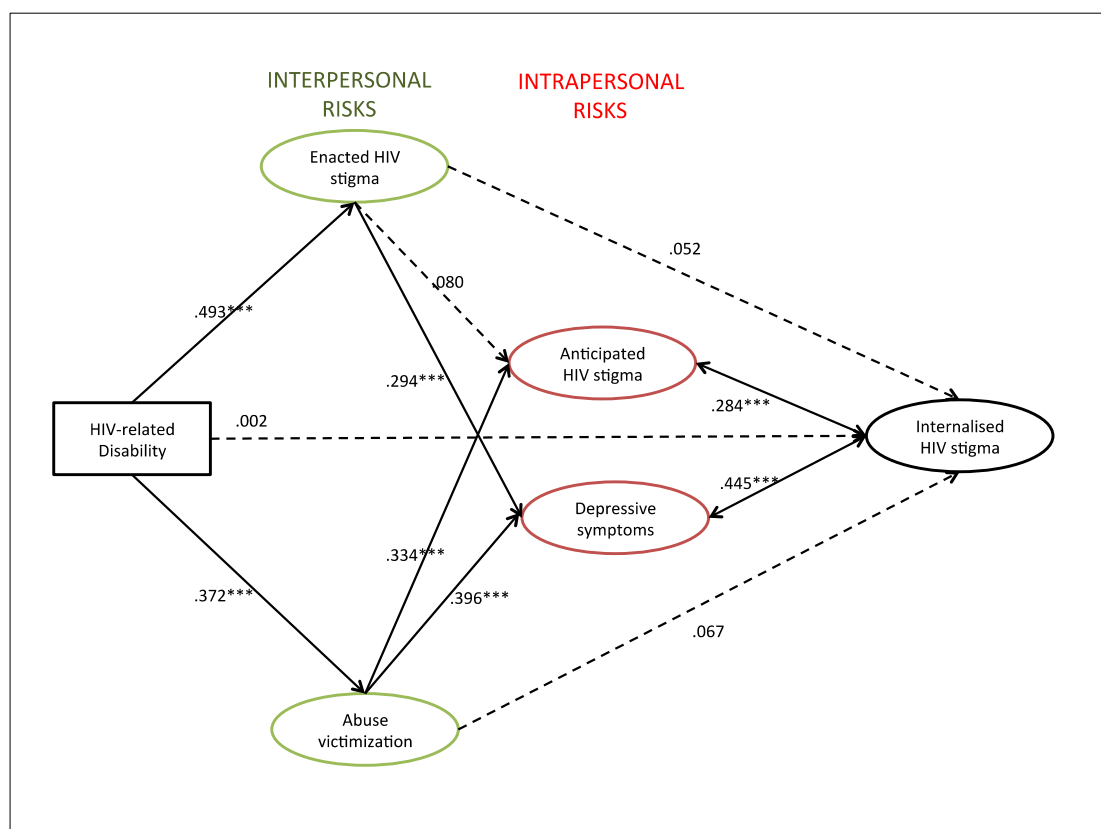 INTERPERSONAL
RISKS
INTRAPERSONAL
RISKS
Enacted HIV
stigma
.052
.080
.493***
Anticipated
HIV stigma
.294***
.284***
HIV-related
Disability
.002
Internalised
HIV stigma
.445***
Depressive
symptoms
.334***
.372***
.396***
.067
Abuse
victimization